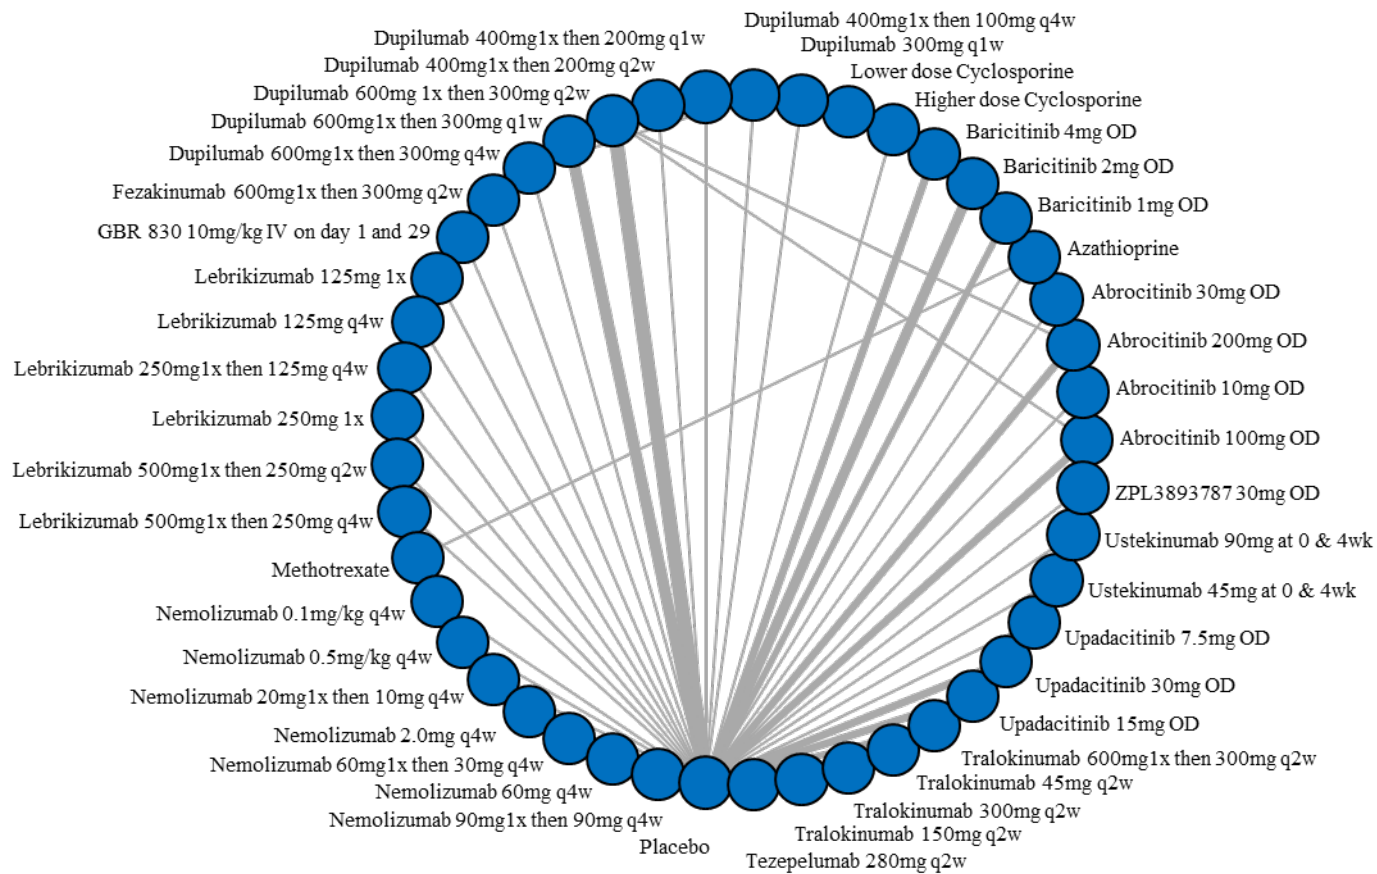 Dupilumab 400mg1x then 100mg q4w
Dupilumab 400mg1x then 200mg q1w
Dupilumab 300mg q1w
Dupilumab 400mg1x then 200mg q2w
Lower dose Cyclosporine
Dupilumab 600mg 1x then 300mg q2w
Higher dose Cyclosporine
Dupilumab 600mg1x then 300mg q1w
Baricitinib 4mg OD
Dupilumab 600mg1x then 300mg q4w
Baricitinib 2mg OD
Fezakinumab 600mg1x then 300mg q2w
Baricitinib 1mg OD
GBR 830 10mg/kg IV on day 1 and 29
Azathioprine
Lebrikizumab 125mg 1x
Abrocitinib 30mg OD
Lebrikizumab 125mg q4w
Abrocitinib 200mg OD
Lebrikizumab 250mg1x then 125mg q4w
Abrocitinib 10mg OD
Lebrikizumab 250mg 1x
Abrocitinib 100mg OD
Lebrikizumab 500mg1x then 250mg q2w
ZPL389378730mg OD
Lebrikizumab 500mg1x then 250mg q4w
Ustekinumab 90mg at 0 & 4wk
Methotrexate
Ustekinumab 45mg at 0 & 4wk
Nemolizumab 0.1mg/kg q4w
Upadacitinib 7.5mg OD
Nemolizumab 0.5mg/kg q4w
Upadacitinib 30mg OD
Nemolizumab 20mg1x then 10mg q4w
Upadacitinib 15mg OD
Nemolizumab 2.0mg q4w
Tralokinumab 600mg1x then 300mg q2w
Nemolizumab 60mg1x then 30mg q4w
Tralokinumab 45mg q2w
Nemolizumab 60mg q4w
Tralokinumab 300mg q2w
Nemolizumab 90mg1x then 90mg q4w
Tralokinumab 150mg q2w
Placebo
Tezepelumab 280mg q2w